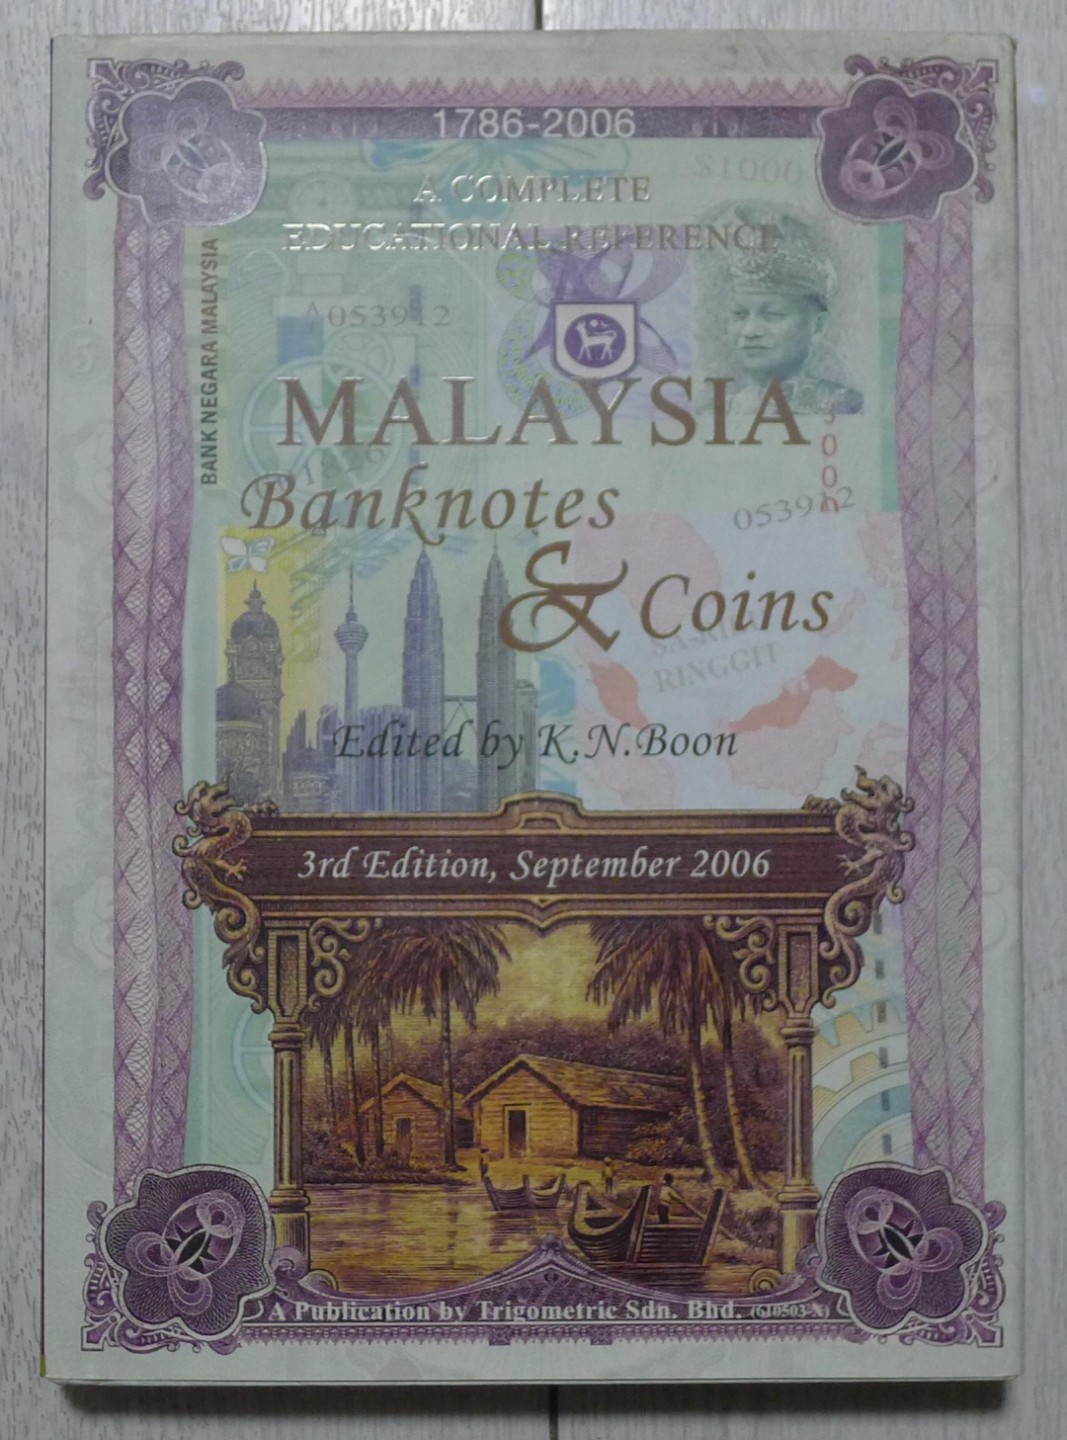 1786-2006
A COMPLETE
EDUCATIONAL REFERENCE
$1000
BANK NEGARA MALAYSIA
A053912
MALAYSIA
Banknotes
053912
& Coins
RINGGIT
Edited by K.N.Boon
3rd Edition, September 2006
A Publication by Trigometric Sdn. Bhd. (610503-X)